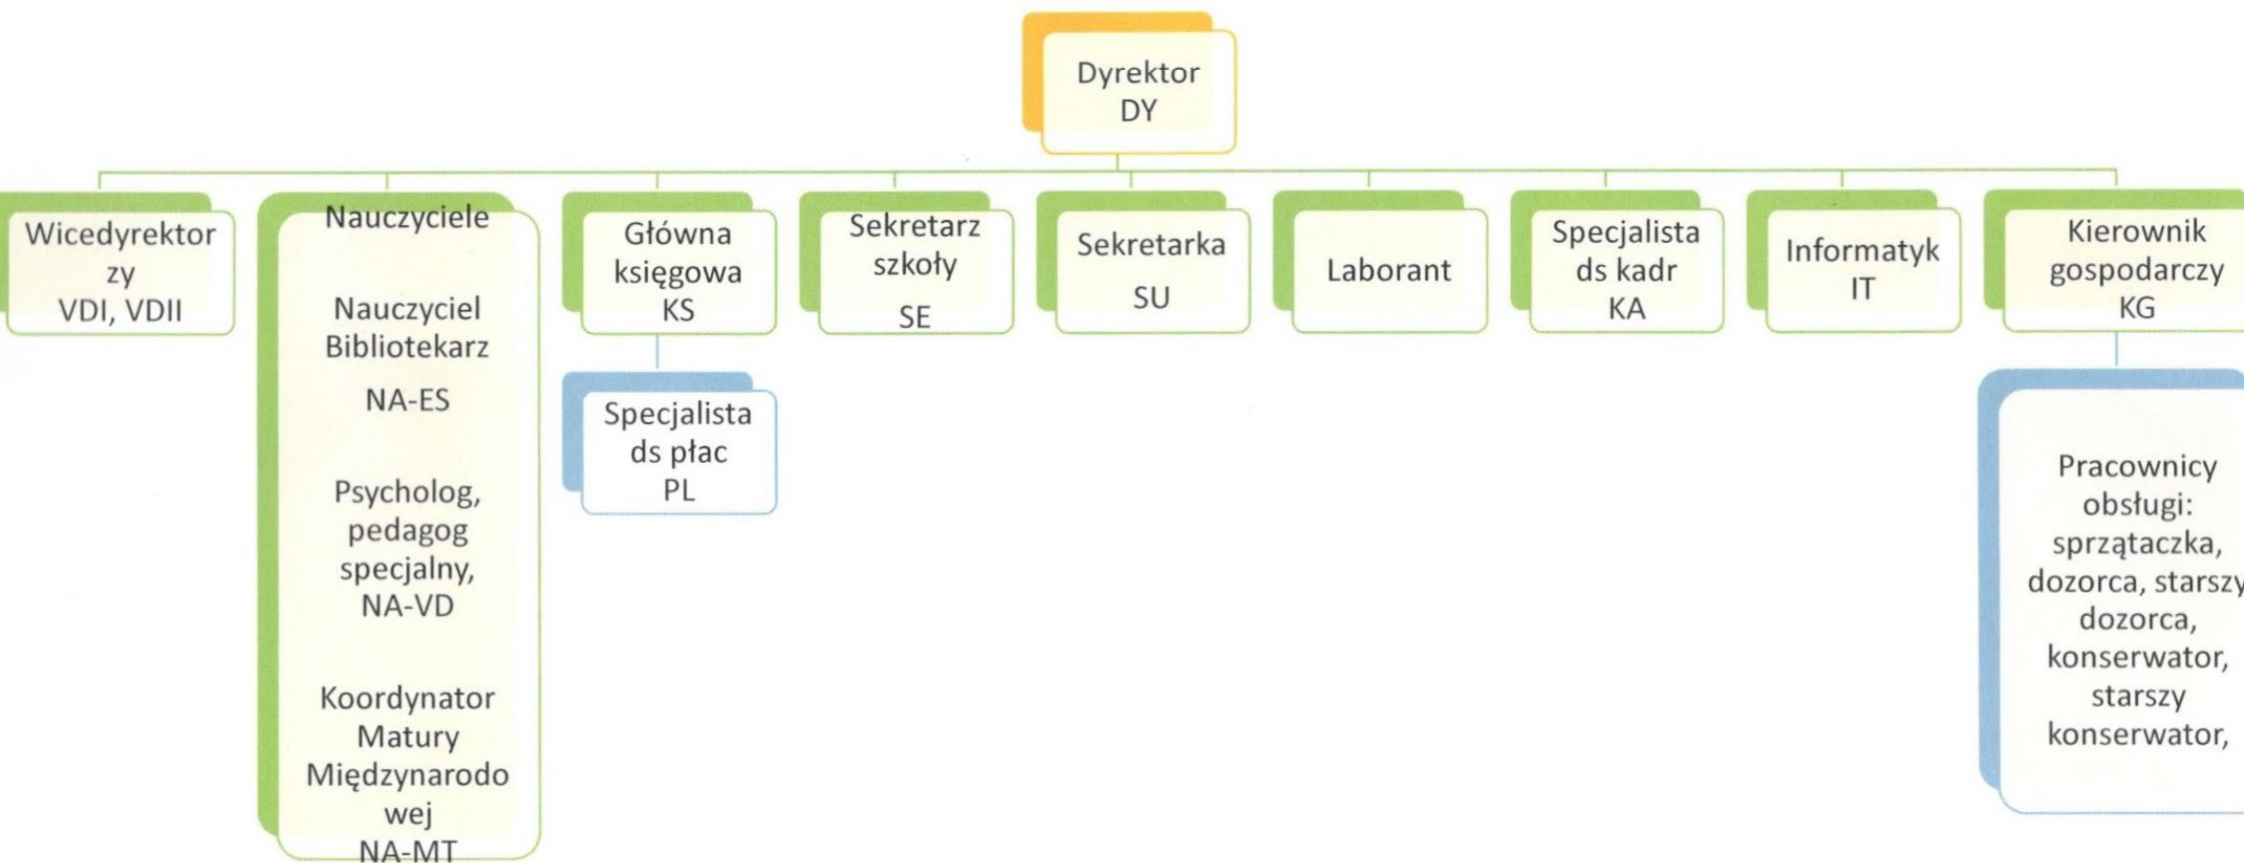 Dyrektor
DY
Wicedyrektor
zy
VDI, VDII
Nauczyciele
Nauczyciel
Bibliotekarz
NA-ES
Psycholog,
pedagog
specjalny,
NA-VD
Koordynator
Matury
Międzynarodo
wej
NA-MT
Główna
księgowa
KS
Specjalista
ds płac
PL
Sekretarz
szkoły
SE
Sekretarka
SU
Laborant
Specjalista
ds kadr
KA
Informatyk
IT
Kierownik
gospodarczy
KG
Pracownicy
obsługi:
sprzątaczka,
dozorca, starszy
dozorca,
konserwator,
starszy
konserwator,